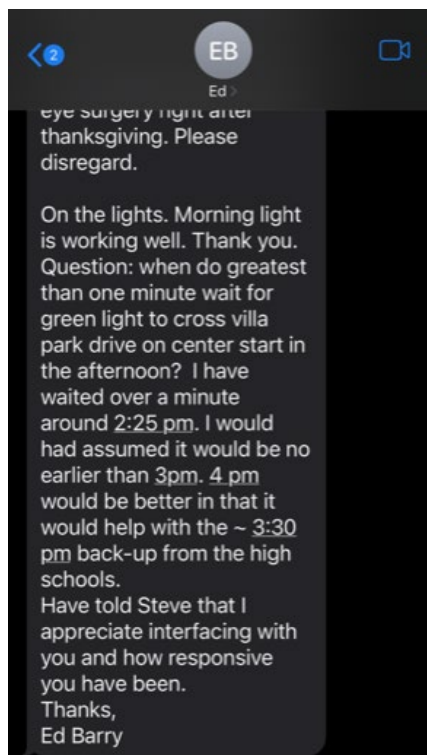 2
EB
Ed
eye surgery right after
thanksgiving. Please
disregard.
On the lights. Morning light
is working well. Thank you.
Question: when do greatest
than one minute wait for
green light to cross villa
park drive on center start in
the afternoon? I have
waited over a minute
around 2:25 pm. I would
had assumed it would be no
earlier than 3pm. 4 pm
would be better in that it
would help with the ~ 3:30
pm back-up from the high
schools.
Have told Steve that I
appreciate interfacing with
you and how responsive
you have been.
Thanks,
Ed Barry